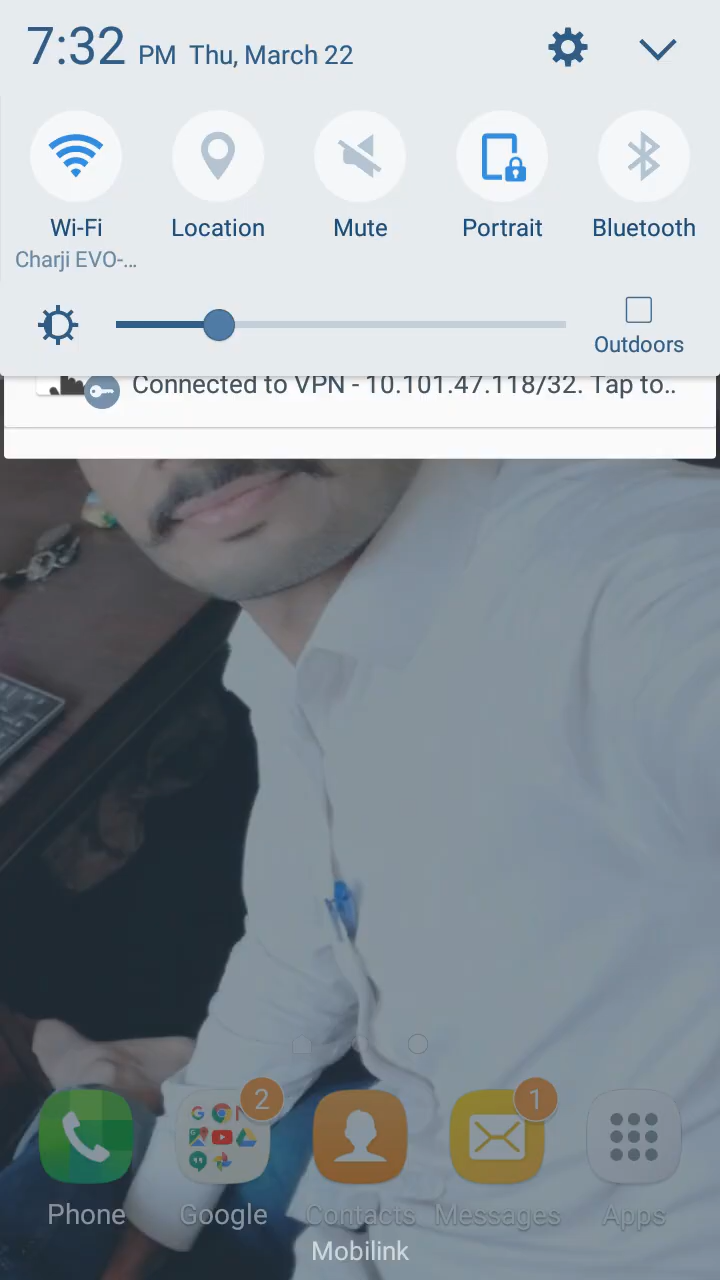 7:32 PM Thu, March 22
Wi-Fi Location Mute Portrait Bluetooth
Charji EVO-...
Outdoors
Connected to VPN - 10.101.47.118/32. Tap to..
2 1
Phone Google Contacts Messages Apps
Mobilink